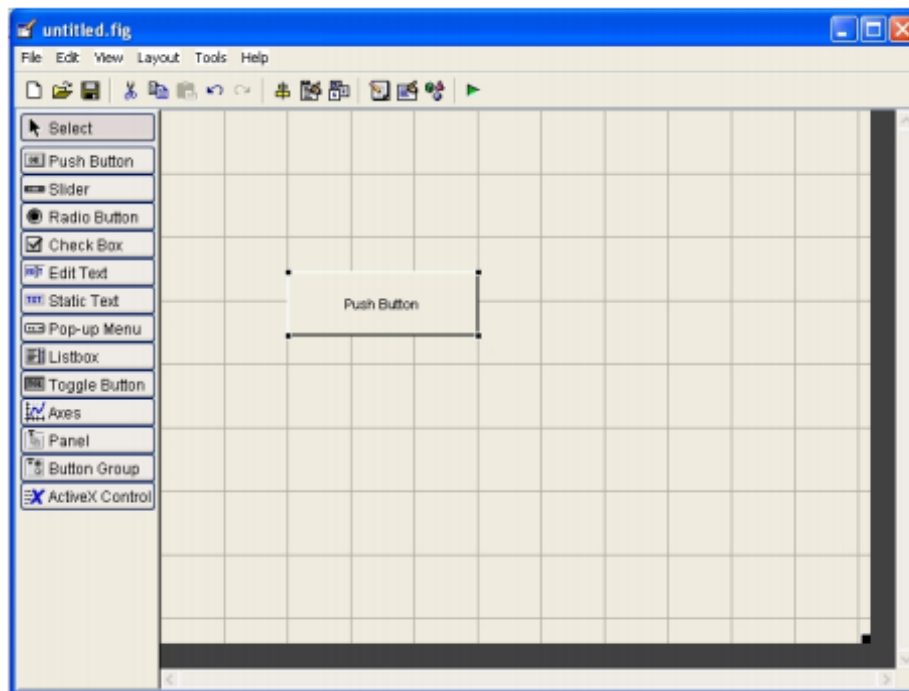 untitled.fig
File Edit View Layout Tools Help
Select
Push Button
Slider
Radio Button
Check Box
Edit Text
Static Text
Pop-up Menu
Listbox
Toggle Button
Axes
Panel
Button Group
ActiveX Control
Push Button